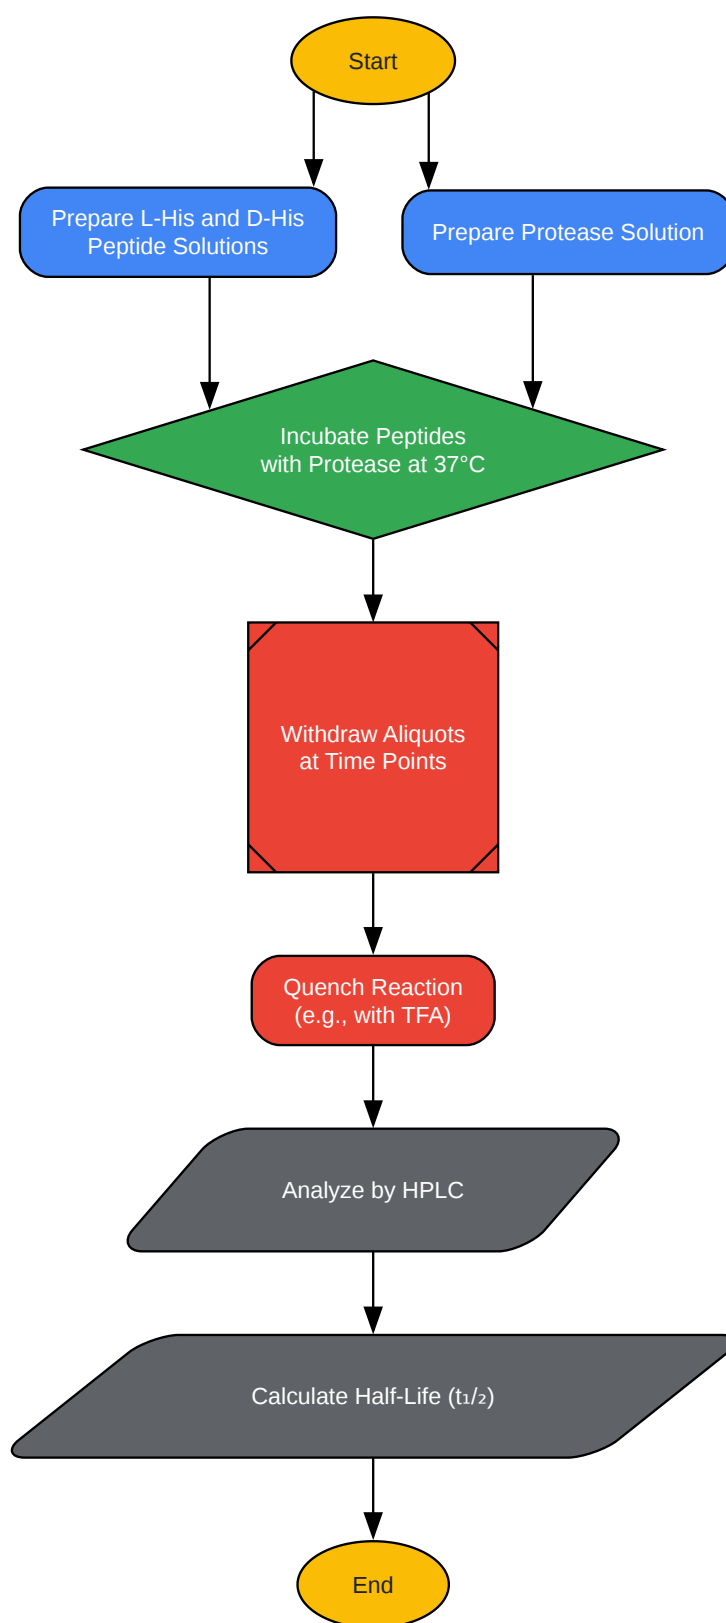 Start
Prepare L-His and D-His
Peptide Solutions
Prepare Protease Solution
Incubate Peptides
with Protease at 37°C
Withdraw Aliquots
at Time Points
Quench Reaction
(e.g., with TFA)
Analyze by HPLC
Calculate Half-Life (t₁/₂)
End